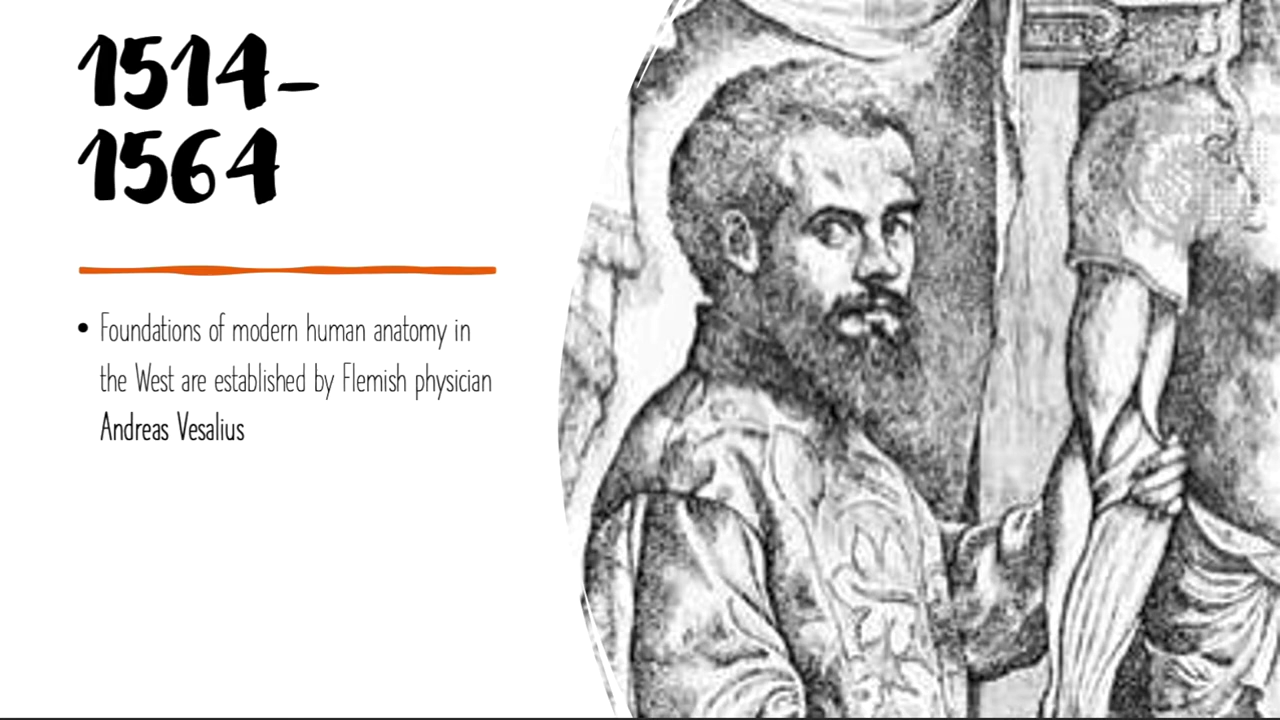 1514-
1564
• Foundations of modern human anatomy in
the West are established by Flemish physician
Andreas Vesalius